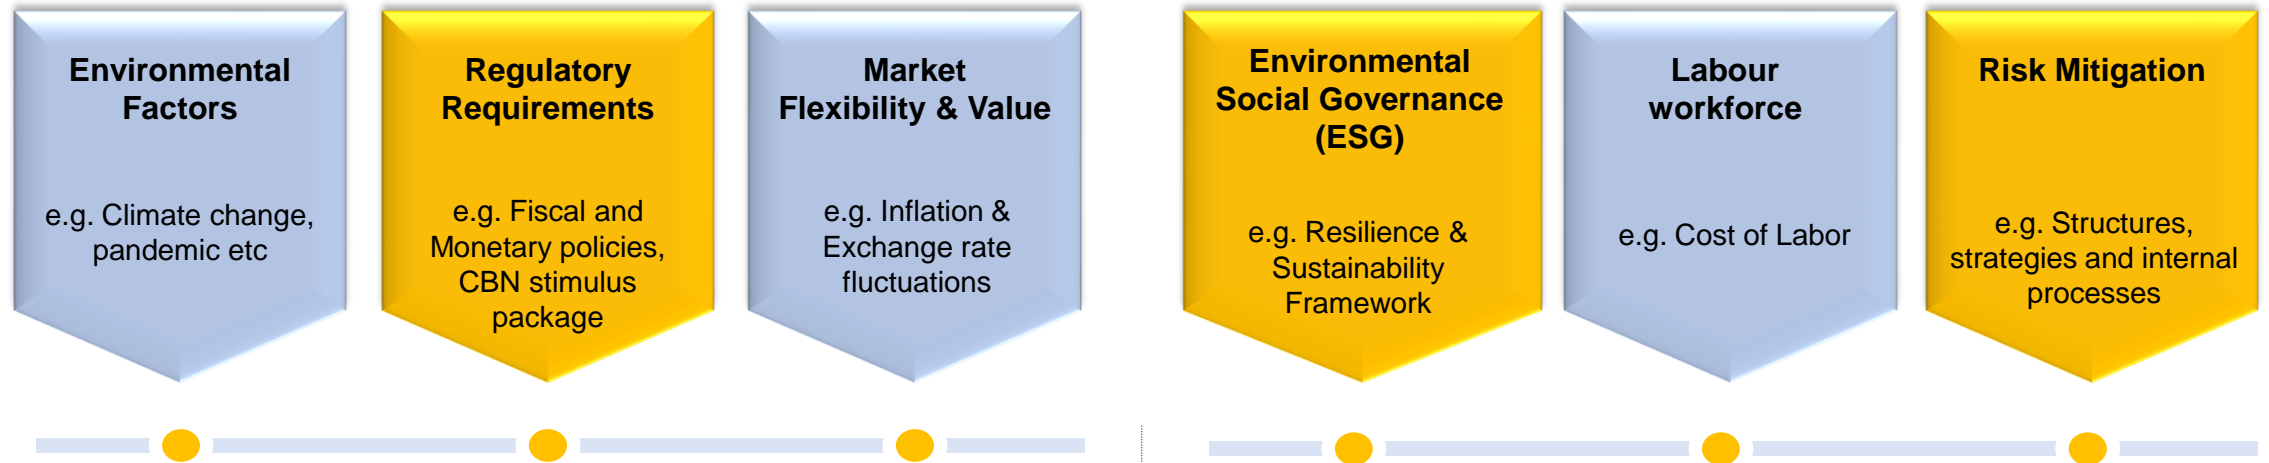 Environmental
Factors
e.g. Climate change,
pandemic etc
Regulatory
Requirements
e.g. Fiscal and
Monetary policies,
CBN stimulus
package
Market
Flexibility & Value
e.g. Inflation &
Exchange rate
fluctuations
Environmental
Social Governance
(ESG)
e.g. Resilience &
Sustainability
Framework
Labour
workforce
e.g. Cost of Labor
Risk Mitigation
e.g. Structures,
strategies and internal
processes